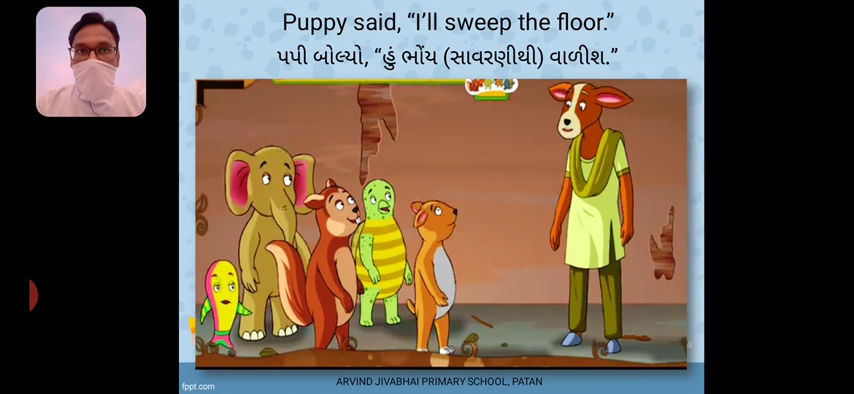 Puppy said, “I’ll sweep the floor.”
પપી બોલ્યો, “હું ભોંય (સાવરણીથી) વાળીશ.”
fppt.com
ARVIND JIVABHAI PRIMARY SCHOOL, PATAN